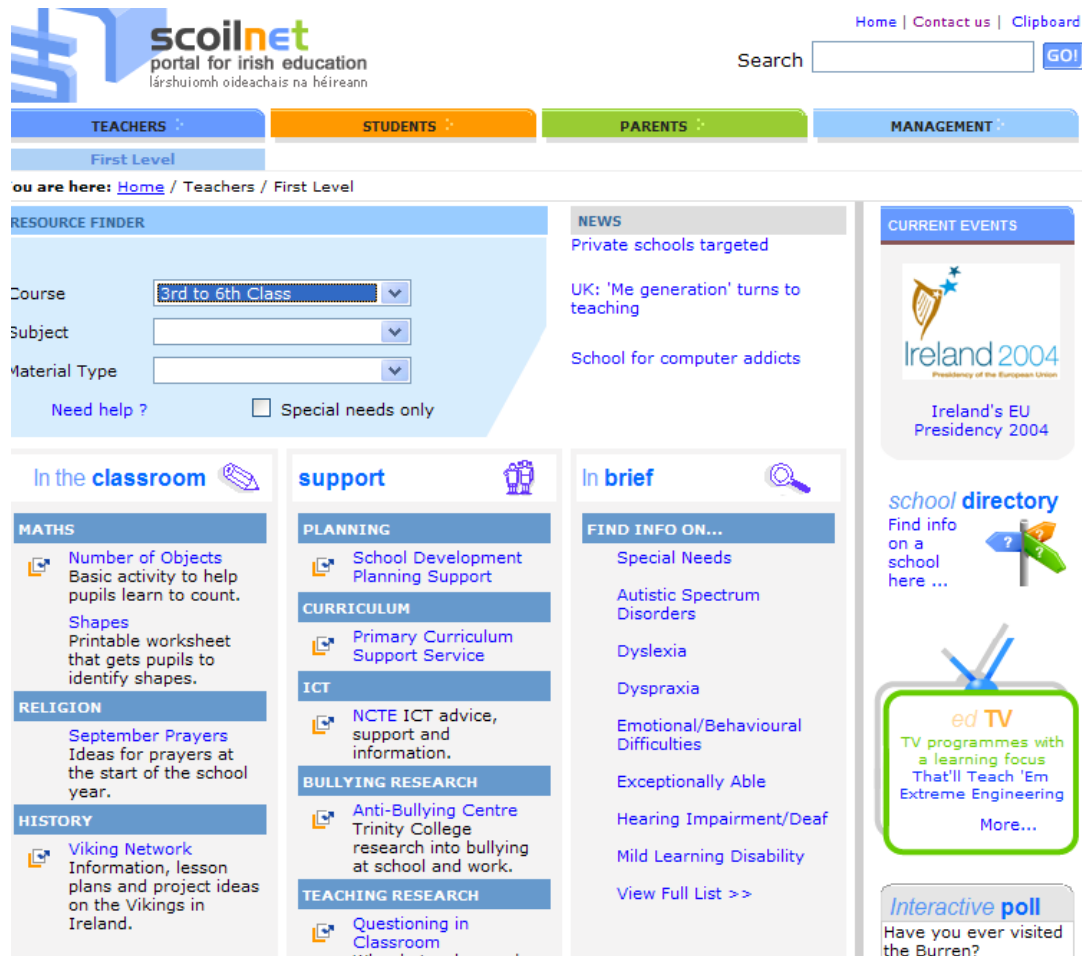 Home | Contact us | Clipboard
scoilnet
portal for irish education
lárshuiomh oideachais na héireann
Search GO!
TEACHERS STUDENTS PARENTS MANAGEMENT
First Level
ou are here: Home / Teachers / First Level
RESOURCE FINDER
Course 3rd to 6th Class
Subject
Material Type
Need help ? Special needs only
NEWS
Private schools targeted
UK: 'Me generation' turns to
teaching
School for computer addicts
CURRENT EVENTS
Ireland 2004
Presidency of the European Union
Ireland's EU
Presidency 2004
In the classroom
MATHS
Number of Objects
Basic activity to help
pupils learn to count.
Shapes
Printable worksheet
that gets pupils to
identify shapes.
RELIGION
September Prayers
Ideas for prayers at
the start of the school
year.
HISTORY
Viking Network
Information, lesson
plans and project ideas
on the Vikings in
Ireland.
support
PLANNING
School Development
Planning Support
CURRICULUM
Primary Curriculum
Support Service
ICT
NCTE ICT advice,
support and
information.
BULLYING RESEARCH
Anti-Bullying Centre
Trinity College
research into bullying
at school and work.
TEACHING RESEARCH
Questioning in
Classroom
In brief
FIND INFO ON...
Special Needs
Autistic Spectrum
Disorders
Dyslexia
Dyspraxia
Emotional/Behavioural
Difficulties
Exceptionally Able
Hearing Impairment/Deaf
Mild Learning Disability
View Full List >>
school directory
Find info
on a
school
here ...
? ?
ed TV
TV programmes with
a learning focus
That'll Teach 'Em
Extreme Engineering
More...
Interactive poll
Have you ever visited
the Burren?